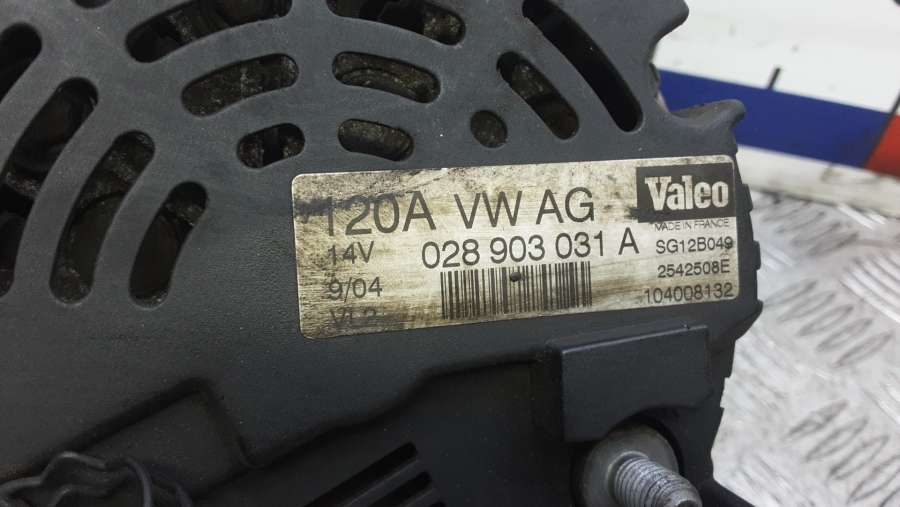 120A VW AG
Valeo
MADE IN FRANCE
14V
028 903 031 A
SG12B049
9/04
2542508E
104008132